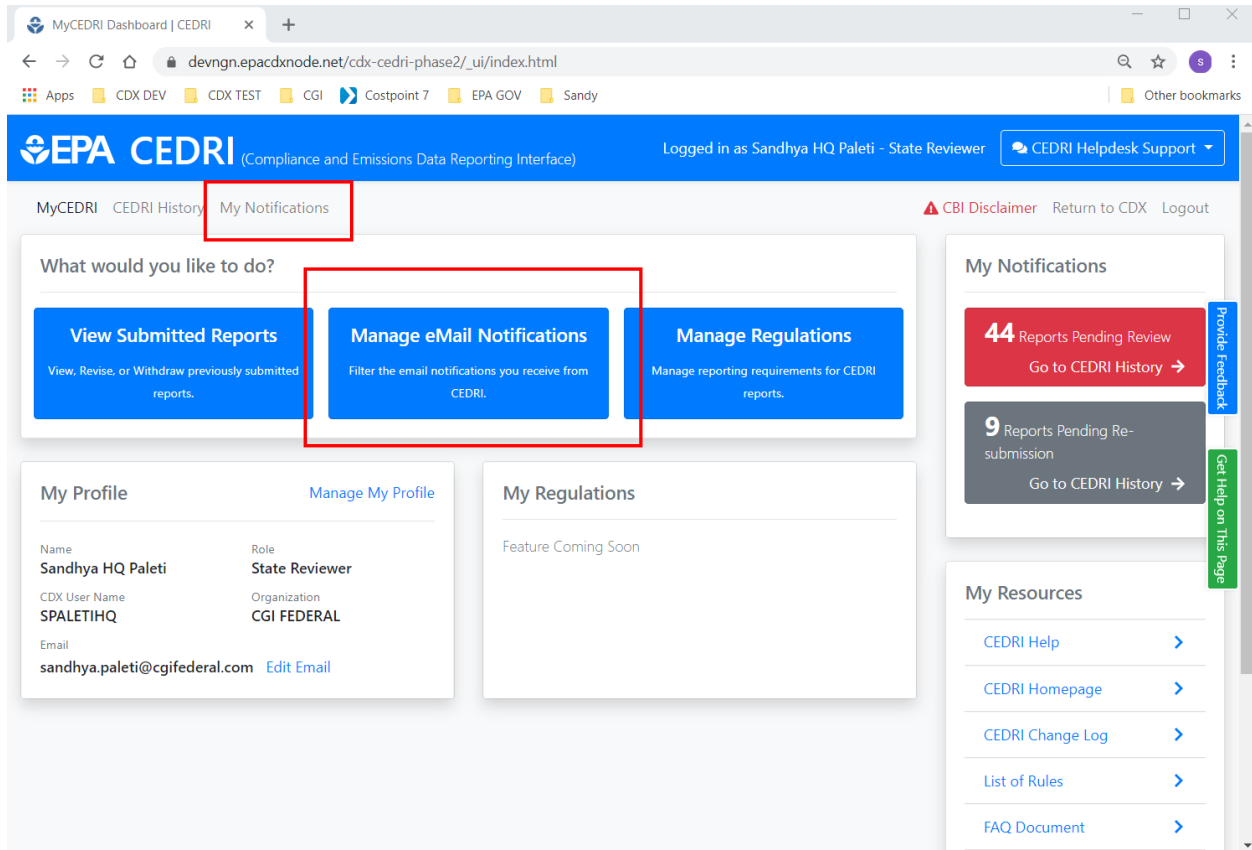 MyCEDRI Dashboard | CEDRI
devngn.epacdxnode.net/cdx-cedri-phase2/_ui/index.html
S
Apps CDX DEV CDX TEST CGI Costpoint 7 EPA GOV Sandy Other bookmarks
EPA CEDRI (Compliance and Emissions Data Reporting Interface) Logged in as Sandhya HQ Paleti - State Reviewer CEDRI Helpdesk Support
MyCEDRI CEDRI History My Notifications CBI Disclaimer Return to CDX Logout
What would you like to do?
View Submitted Reports
View, Revise, or Withdraw previously submitted
reports.
Manage eMail Notifications
Filter the email notifications you receive from
CEDRI.
Manage Regulations
Manage reporting requirements for CEDRI
reports.
My Profile Manage My Profile
Name Role
Sandhya HQ Paleti State Reviewer
CDX User Name Organization
SPALETIHQ CGI FEDERAL
Email
sandhya.paleti@cgifederal.com Edit Email
My Regulations
Feature Coming Soon
My Notifications
44 Reports Pending Review
Go to CEDRI History
9 Reports Pending Re-
submission
Go to CEDRI History
My Resources
CEDRI Help
CEDRI Homepage
CEDRI Change Log
List of Rules
FAQ Document
Provide Feedback
Get Help on This Page